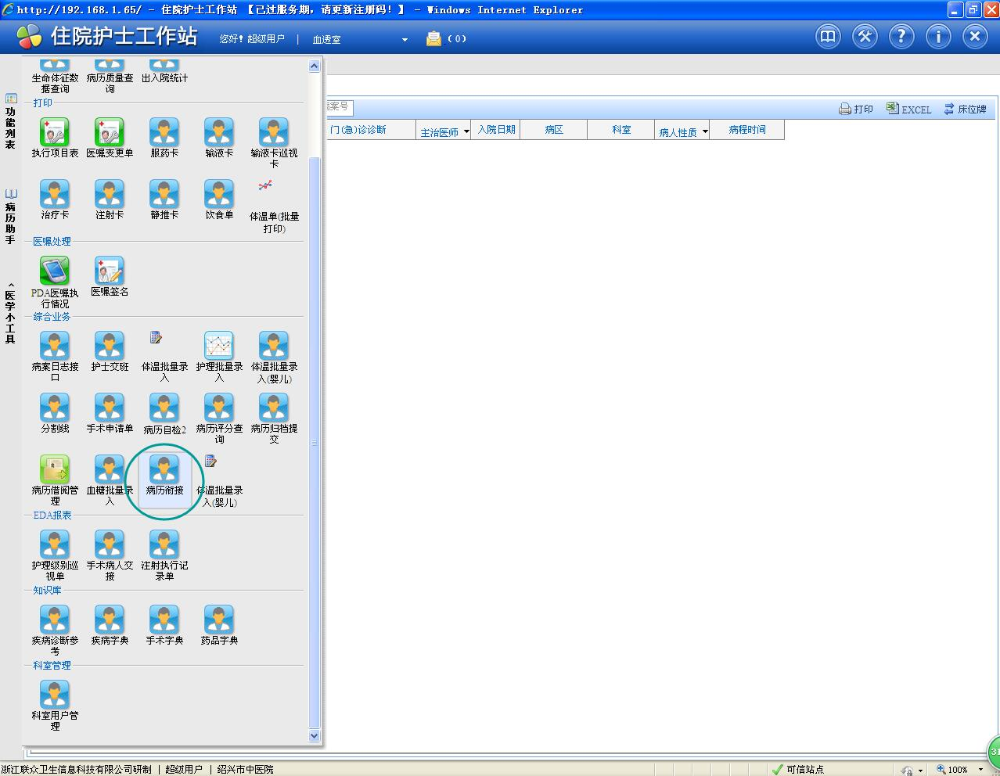 http://192.168.1.65/ - 住院护士工作站 【已过服务期，请更新注册码！】 - Windows Internet Explorer
住院护士工作站 您好! 超级用户 | 血透室 (0)
功能列表
病历助手
医学小工具
生命体征数据查询
病历质量查询
出入院统计
打印
执行项目表
医嘱变更单
服药卡
输液卡
输液卡巡视卡
治疗卡
注射卡
静推卡
饮食单
体温单(批量打印)
医嘱处理
PDA医嘱执行情况
医嘱签名
综合业务
病案日志接口
护士交班
体温批量录入
护理批量录入
体温批量录入(婴儿)
分割线
手术申请单
病历自检2
病历评分查询
病历归档提交
病历借阅管理
血糖批量录入
病历衔接
体温批量录入(婴儿)
EDA报表
护理级别巡视单
手术病人交接
注射执行记录单
知识库
疾病诊断参考
疾病字典
手术字典
药品字典
科室管理
科室用户管理
案号
打印 EXCEL 床位牌
门(急)诊诊断 主治医师 入院日期 病区 科室 病人性质 病程时间
31
浙江联众卫生信息科技有限公司研制 | 超级用户 | 绍兴市中医院
可信站点
100%